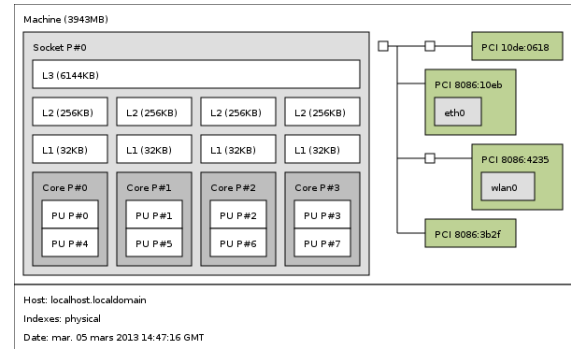 Machine (3943MB)
Socket P#0
L3 (6144KB)
L2 (256KB) L2 (256KB) L2 (256KB) L2 (256KB)
L1 (32KB) L1 (32KB) L1 (32KB) L1 (32KB)
Core P#0 Core P#1 Core P#2 Core P#3
PU P#0 PU P#1 PU P#2 PU P#3
PU P#4 PU P#5 PU P#6 PU P#7
PCI 10de:0618
PCI 8086:10eb
eth0
PCI 8086:4235
wlan0
PCI 8086:3b2f
Host: localhost.localdomain
Indexes: physical
Date: mar. 05 mars 2013 14:47:16 GMT